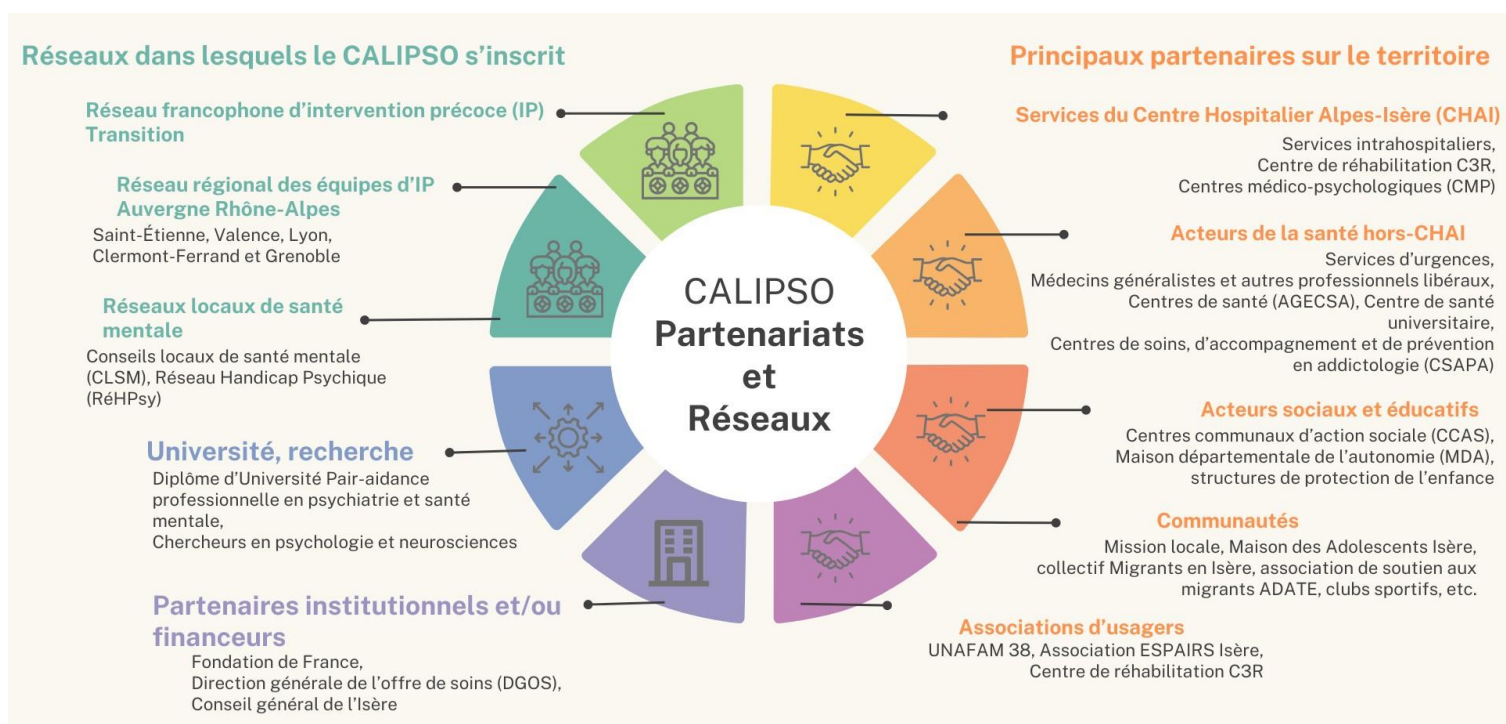 Réseaux dans lesquels le CALIPSO s’inscrit
Réseau francophone d’intervention précoce (IP)
Transition
Réseau régional des équipes d’IP
Auvergne Rhône-Alpes
Saint-Étienne, Valence, Lyon,
Clermont-Ferrand et Grenoble
Réseaux locaux de santé
mentale
Conseils locaux de santé mentale
(CLSM), Réseau Handicap Psychique
(RéHPsy)
Université, recherche
Diplôme d’Université Pair-aidance
professionnelle en psychiatrie et santé
mentale,
Chercheurs en psychologie et neurosciences
Partenaires institutionnels et/ou
financeurs
Fondation de France,
Direction générale de l’offre de soins (DGOS),
Conseil général de l’Isère
CALIPSO
Partenariats
et
Réseaux
Principaux partenaires sur le territoire
Services du Centre Hospitalier Alpes-Isère (CHAI)
Services intrahospitaliers,
Centre de réhabilitation C3R,
Centres médico-psychologiques (CMP)
Acteurs de la santé hors-CHAI
Services d’urgences,
Médecins généralistes et autres professionnels libéraux,
Centres de santé (AGECSA), Centre de santé
universitaire,
Centres de soins, d’accompagnement et de prévention
en addictologie (CSAPA)
Acteurs sociaux et éducatifs
Centres communaux d’action sociale (CCAS),
Maison départementale de l’autonomie (MDA),
structures de protection de l’enfance
Communautés
Mission locale, Maison des Adolescents Isère,
collectif Migrants en Isère, association de soutien aux
migrants ADATE, clubs sportifs, etc.
Associations d’usagers
UNAFAM 38, Association ESPAIRS Isère,
Centre de réhabilitation C3R